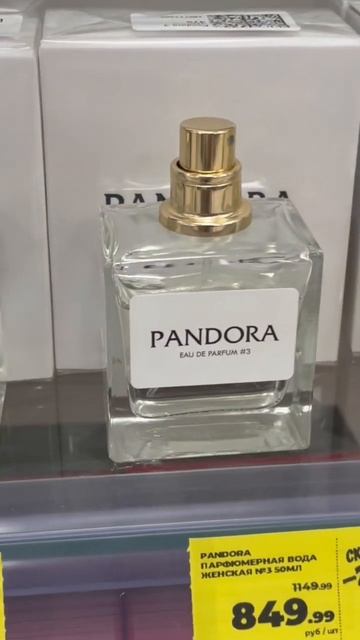 PANDORA
EAU DE PARFUM #3
PANDORA
ПАРФЮМЕРНАЯ ВОДА
ЖЕНСКАЯ №3 50МЛ
1149.99
849.99
руб / шт